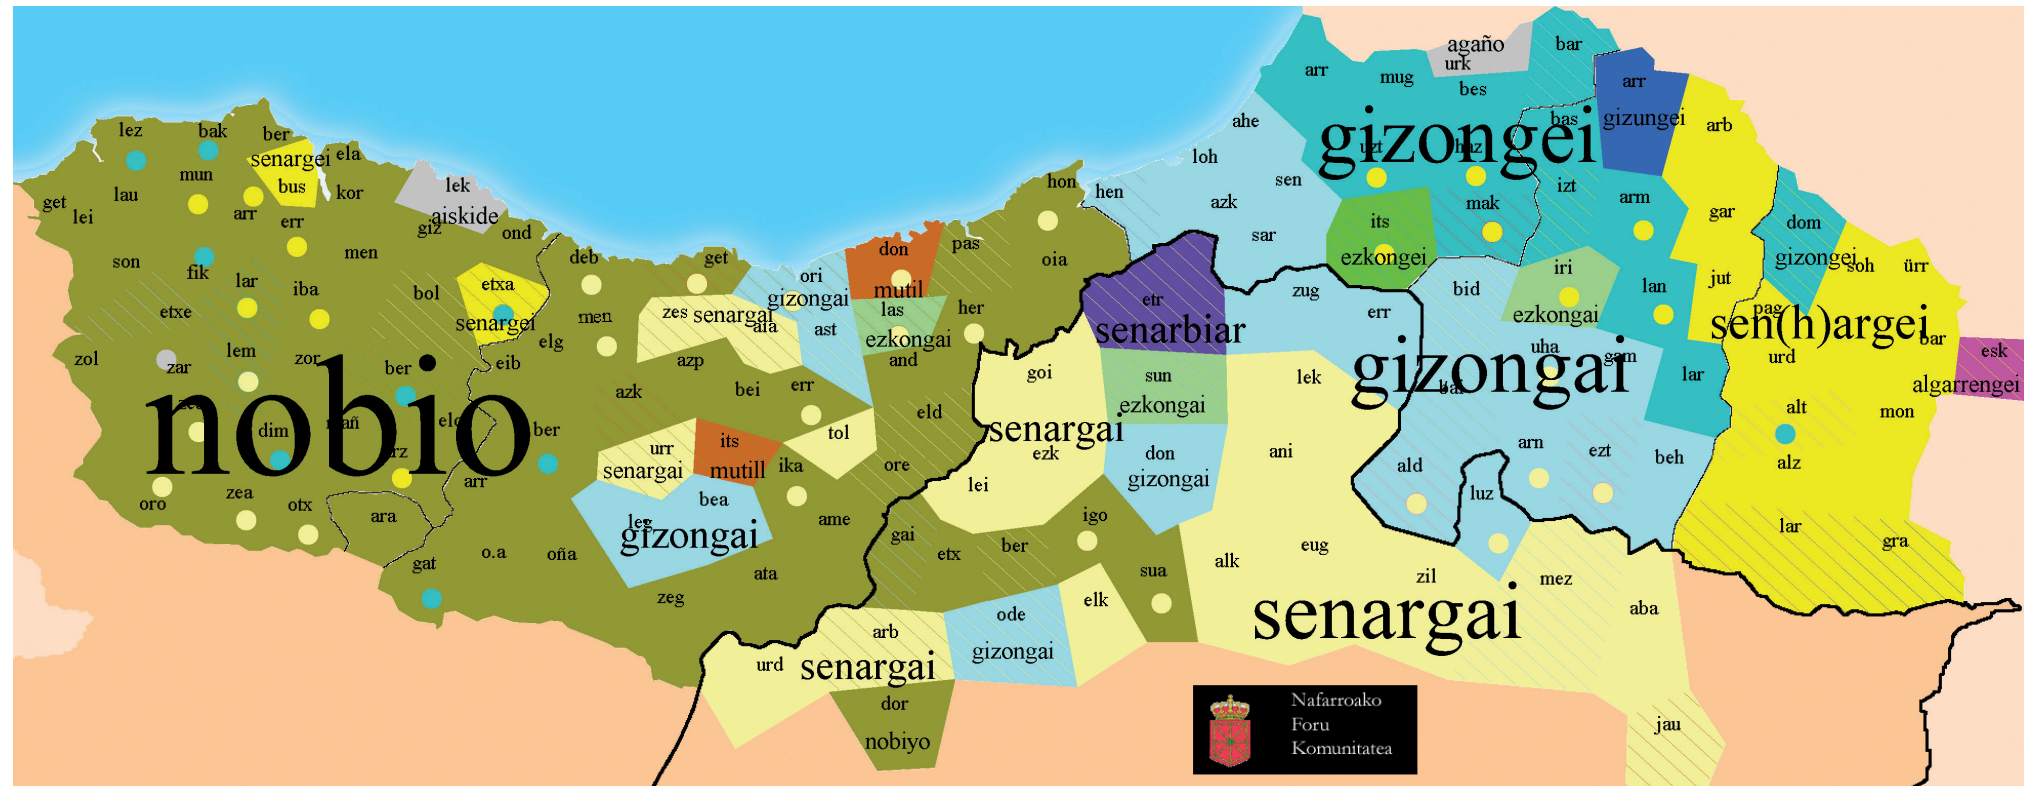 agaño
urk
bar
arr
mug
bes
arr
gizungei
arb
lez
bak
ber
senargei
ela
bus
mun
lau
kor
get
lei
arr
err
lek
aiskide
giz
ond
men
son
fik
lar
iba
bol
etxa
senargei
etxe
zol
zar
lem
zor
ber
nobio
dim
oro
zea
otx
ara
arr
gat
o.a
oña
elg
eib
ber
deb
get
men
zes
senargai
aia
ori
gizongai
ast
don
mutil
las
ezkongai
pas
hon
oia
her
and
azp
azk
bei
err
eld
tol
urr
senargai
its
mutill
ika
ore
bea
leg
gizongai
ame
ata
zeg
hen
ahe
loh
sen
azk
sar
gizongei
bas
uzt
haz
izt
mak
its
ezkongei
arm
gar
jut
dom
gizongei
soh
ürr
iri
ezkongai
lan
bid
pag
sen(h)argei
bar
urd
esk
algarrengei
etr
senarbiar
zug
err
uha
gam
gizongai
bai
lar
goi
sun
ezkongai
lek
senargai
ezk
lei
don
gizongai
ani
ald
luz
arn
ezt
beh
alt
mon
alz
lar
gra
gai
etx
ber
igo
sua
alk
eug
zil
mez
aba
senargai
elk
ode
gizongai
arb
senargai
urd
dor
nobiyo
jau
Nafarroako
Foru
Komunitatea